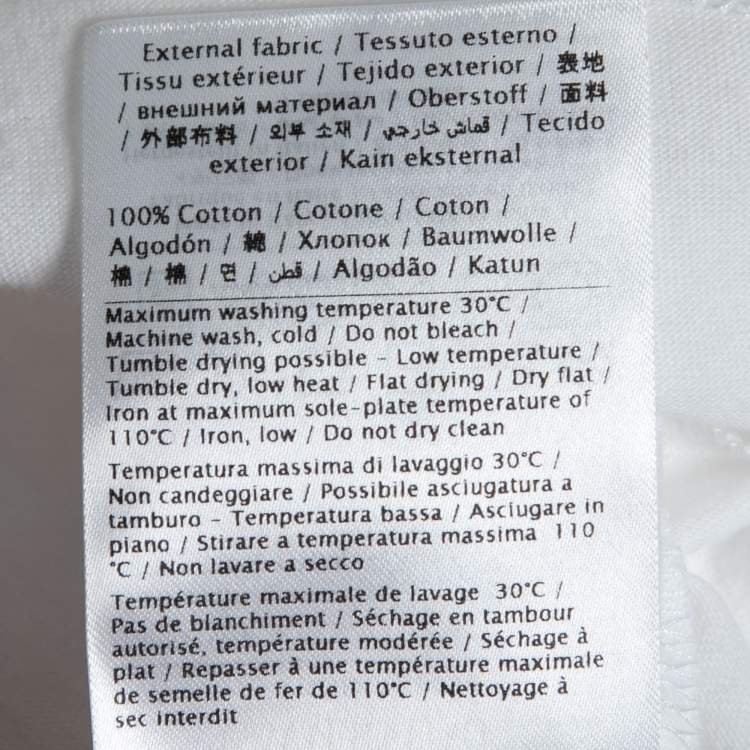 External fabric / Tessuto esterno /
Tissu extérieur / Tejido exterior / 表地
/ внешний материал / Oberstoff / 面料
/ 外部布料 / 외부 소재 / قماش خارجي / Tecido
exterior / Kain eksternal
100% Cotton / Cotone / Coton /
Algodón / 綿 / Хлопок / Baumwolle /
棉 / 棉 / 면 / قطن / Algodão / Katun
Maximum washing temperature 30°C /
Machine wash, cold / Do not bleach /
Tumble drying possible - Low temperature /
Tumble dry, low heat / Flat drying / Dry flat /
Iron at maximum sole-plate temperature of
110°C / Iron, low / Do not dry clean
Temperatura massima di lavaggio 30°C /
Non candeggiare / Possibile asciugatura a
tamburo - Temperatura bassa / Asciugare in
piano / Stirare a temperatura massima 110
°C / Non lavare a secco
Température maximale de lavage 30°C /
Pas de blanchiment / Séchage en tambour
autorisé, température modérée / Séchage à
plat / Repasser à une température maximale
de semelle de fer de 110°C / Nettoyage à
sec interdit